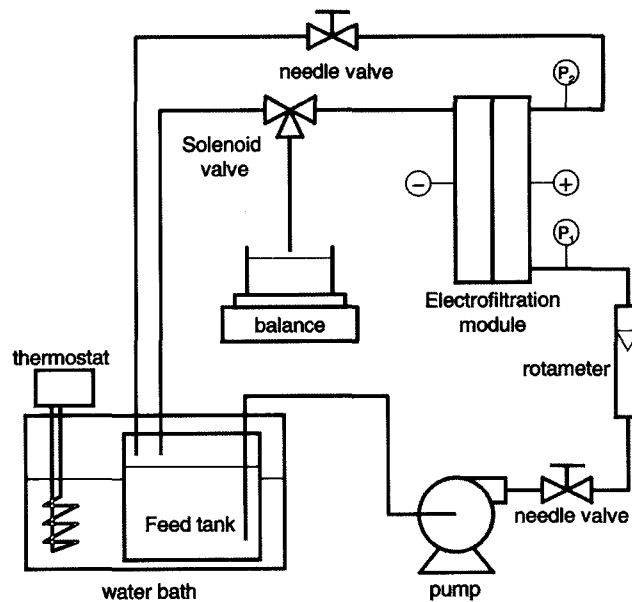 needle valve
P₂
Solenoid
valve
−
+
P₁
Electrofiltration
module
balance
thermostat
rotameter
Feed tank
needle valve
pump
water bath